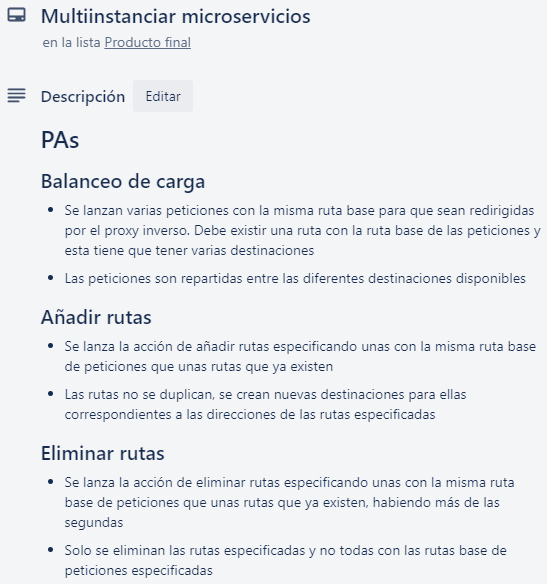 Multiinstanciar microservicios
en la lista Producto final
Descripción Editar
PAs
Balanceo de carga
• Se lanzan varias peticiones con la misma ruta base para que sean redirigidas
por el proxy inverso. Debe existir una ruta con la ruta base de las peticiones y
esta tiene que tener varias destinaciones
• Las peticiones son repartidas entre las diferentes destinaciones disponibles
Añadir rutas
• Se lanza la acción de añadir rutas especificando unas con la misma ruta base
de peticiones que unas rutas que ya existen
• Las rutas no se duplican, se crean nuevas destinaciones para ellas
correspondientes a las direcciones de las rutas especificadas
Eliminar rutas
• Se lanza la acción de eliminar rutas especificando unas con la misma ruta
base de peticiones que unas rutas que ya existen, habiendo más de las
segundas
• Solo se eliminan las rutas especificadas y no todas con las rutas base de
peticiones especificadas